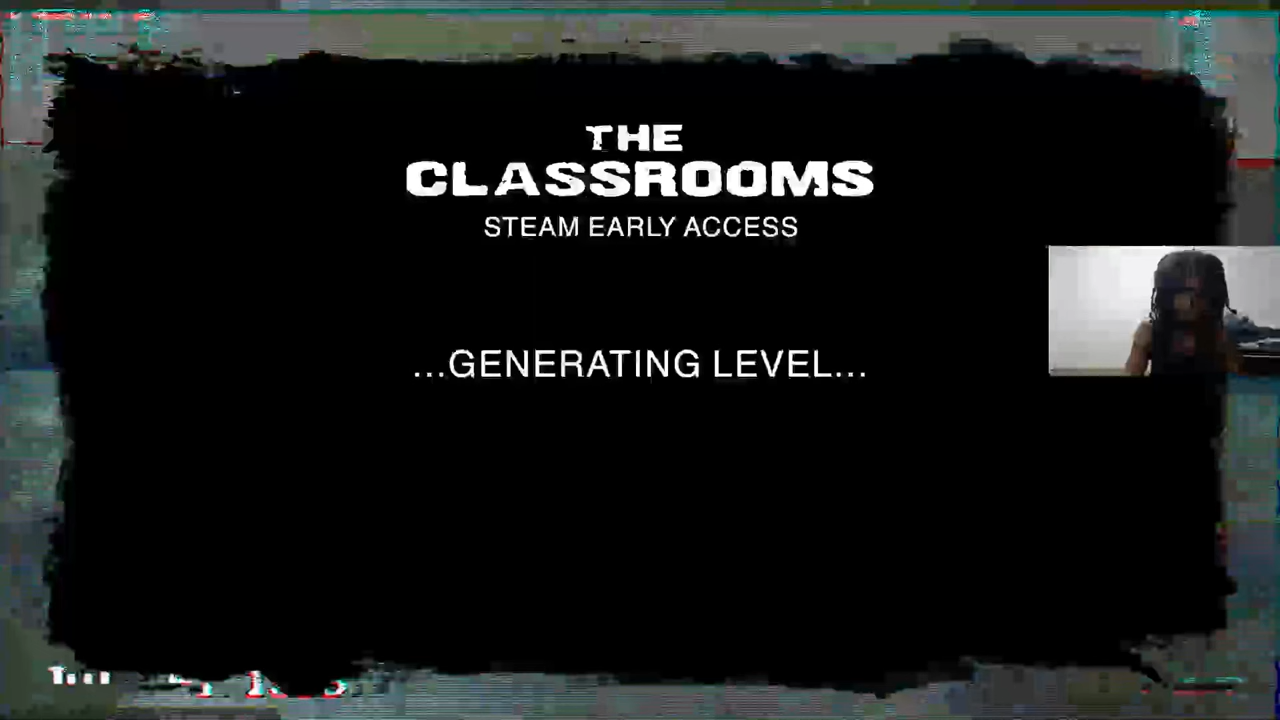 THE
CLASSROOMS
STEAM EARLY ACCESS
...GENERATING LEVEL...